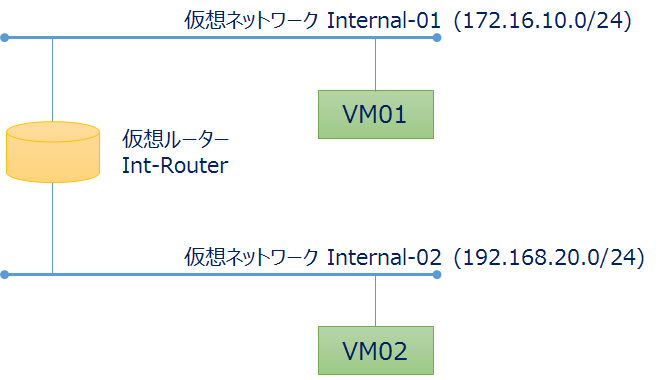 仮想ネットワーク Internal-01 (172.16.10.0/24)
VM01
仮想ルーター
Int-Router
仮想ネットワーク Internal-02 (192.168.20.0/24)
VM02